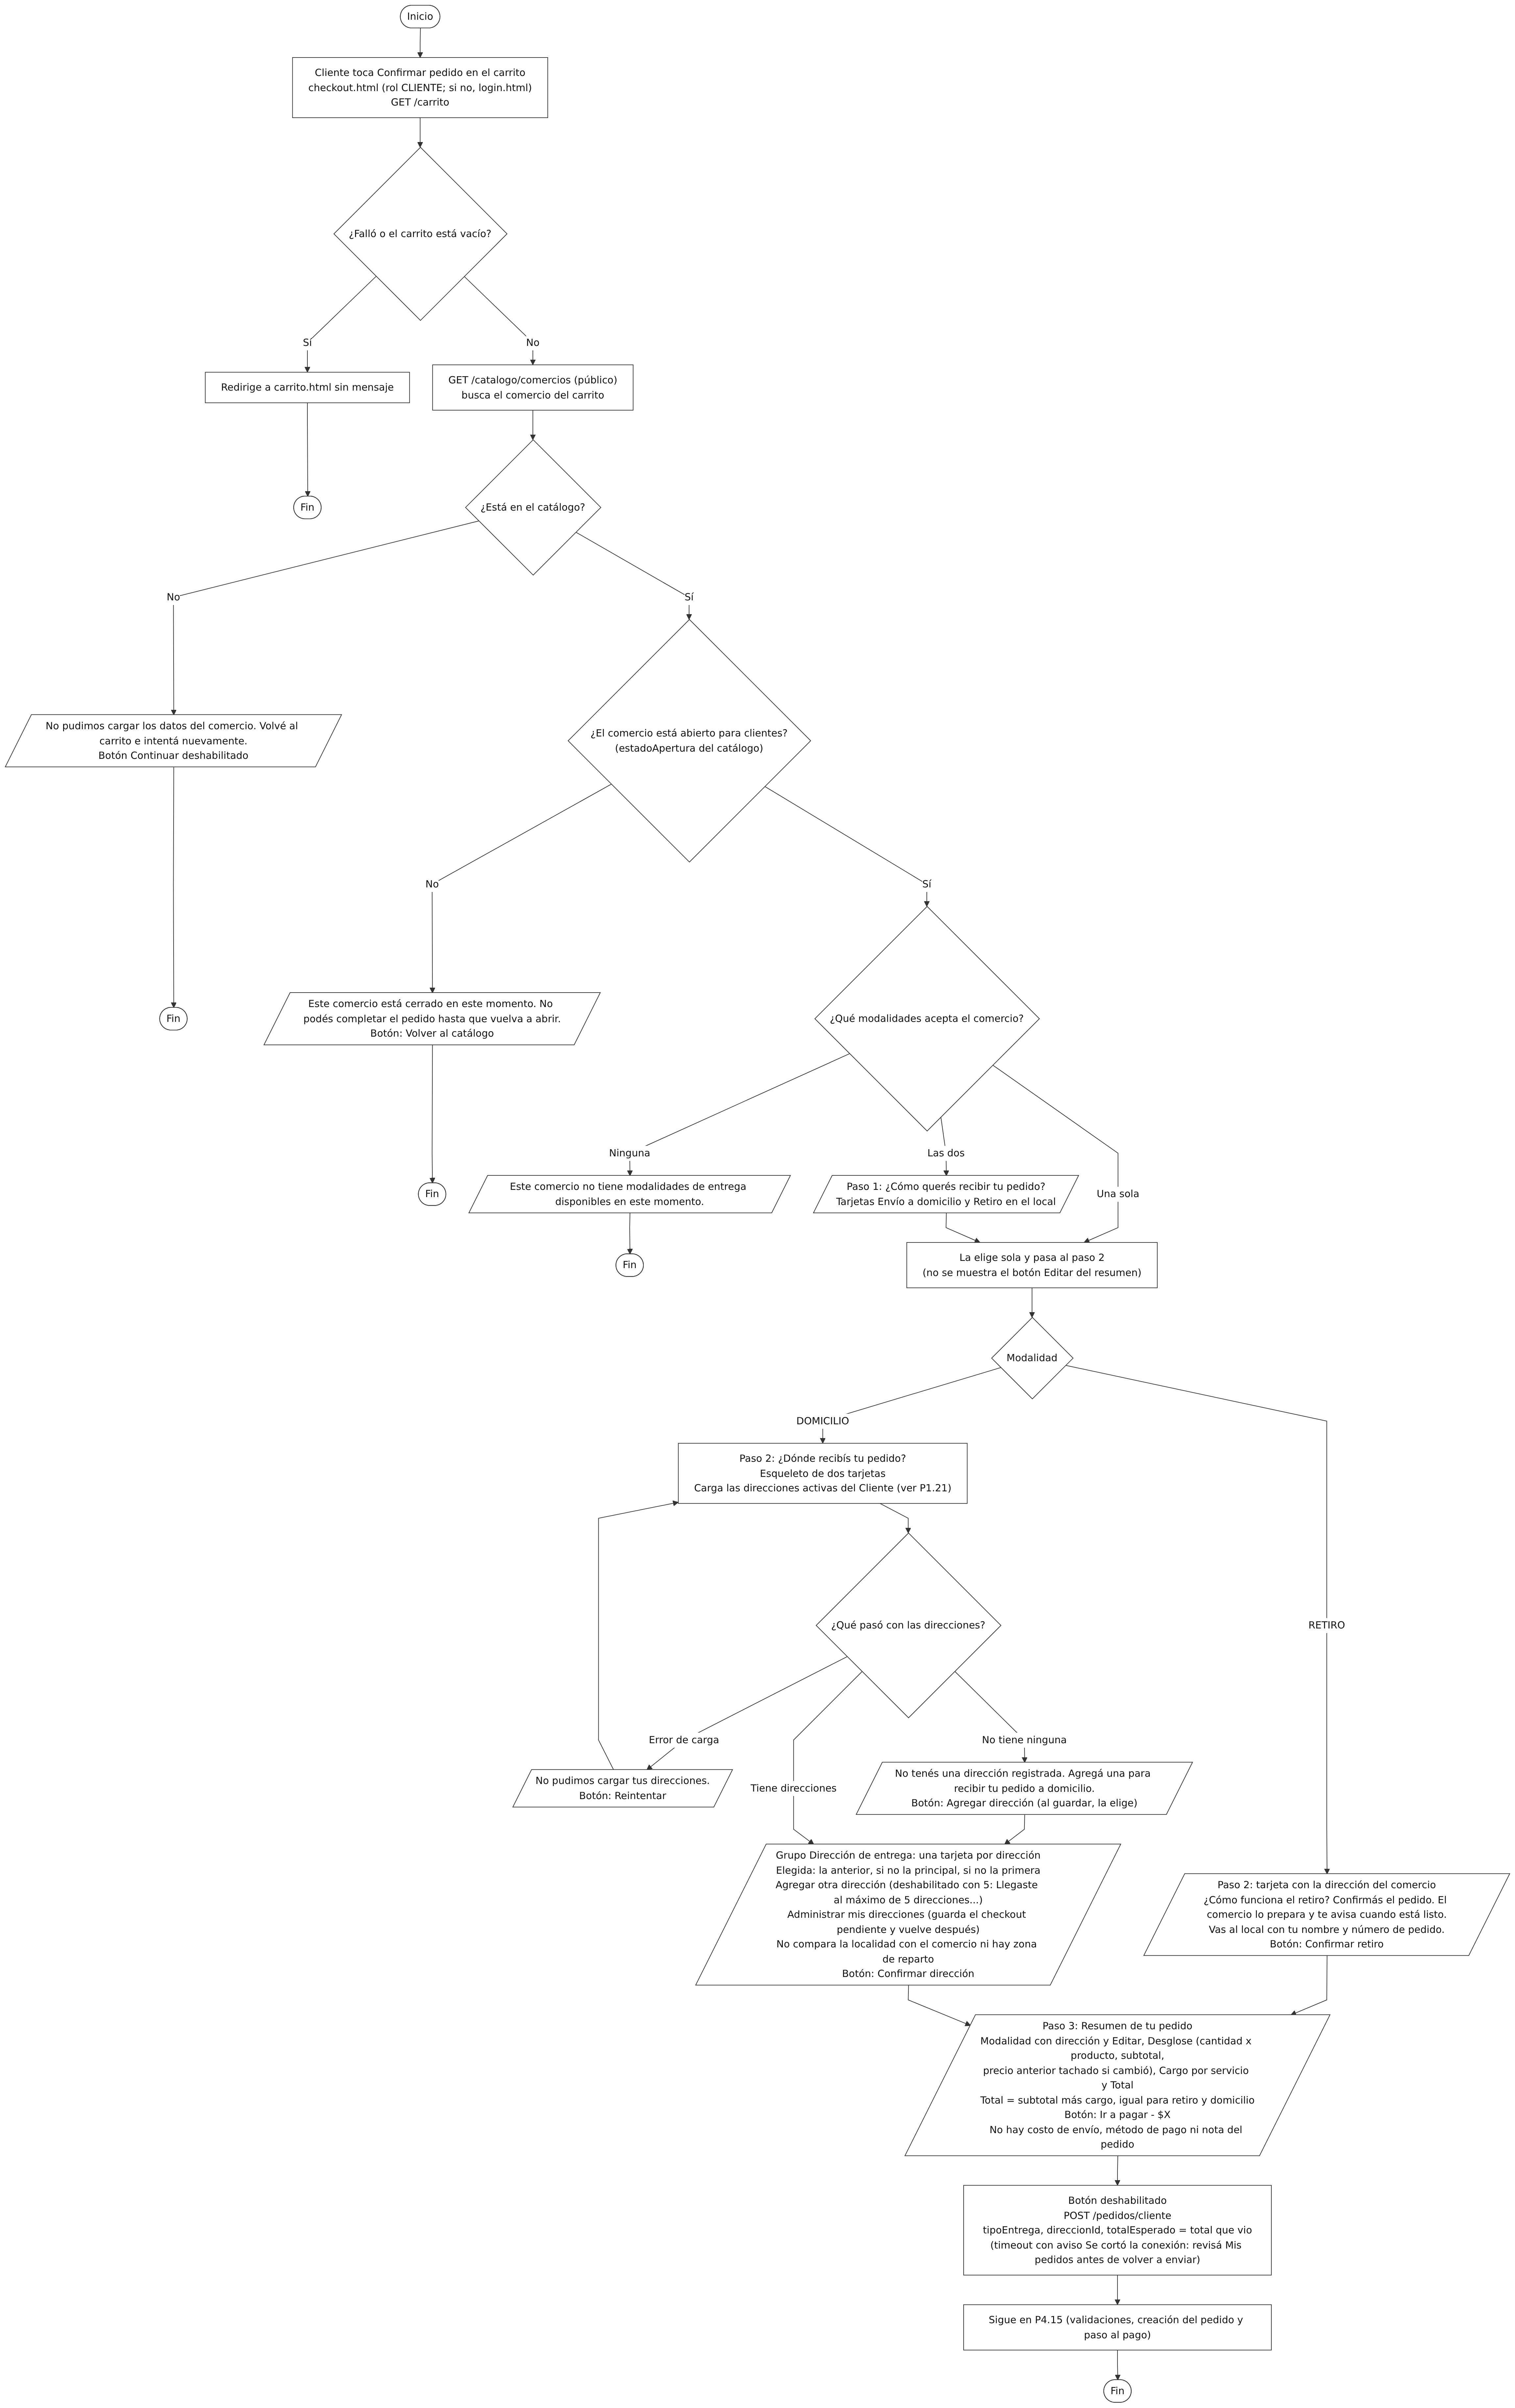 Inicio
Cliente toca Confirmar pedido en el carrito
checkout.html (rol CLIENTE; si no, login.html)
GET /carrito
¿Falló o el carrito está vacío?
Sí
No
Redirige a carrito.html sin mensaje
GET /catalogo/comercios (público)
busca el comercio del carrito
Fin
¿Está en el catálogo?
No
Sí
No pudimos cargar los datos del comercio. Volvé al
carrito e intentá nuevamente.
Botón Continuar deshabilitado
¿El comercio está abierto para clientes?
(estadoApertura del catálogo)
No
Sí
Fin
Este comercio está cerrado en este momento. No
podés completar el pedido hasta que vuelva a abrir.
Botón: Volver al catálogo
¿Qué modalidades acepta el comercio?
Ninguna
Las dos
Una sola
Fin
Este comercio no tiene modalidades de entrega
disponibles en este momento.
Paso 1: ¿Cómo querés recibir tu pedido?
Tarjetas Envío a domicilio y Retiro en el local
Fin
La elige sola y pasa al paso 2
(no se muestra el botón Editar del resumen)
Modalidad
DOMICILIO
RETIRO
Paso 2: ¿Dónde recibís tu pedido?
Esqueleto de dos tarjetas
Carga las direcciones activas del Cliente (ver P1.21)
¿Qué pasó con las direcciones?
Error de carga
Tiene direcciones
No tiene ninguna
No pudimos cargar tus direcciones.
Botón: Reintentar
No tenés una dirección registrada. Agregá una para
recibir tu pedido a domicilio.
Botón: Agregar dirección (al guardar, la elige)
Grupo Dirección de entrega: una tarjeta por dirección
Elegida: la anterior, si no la principal, si no la primera
Agregar otra dirección (deshabilitado con 5: Llegaste
al máximo de 5 direcciones...)
Administrar mis direcciones (guarda el checkout
pendiente y vuelve después)
No compara la localidad con el comercio ni hay zona
de reparto
Botón: Confirmar dirección
Paso 2: tarjeta con la dirección del comercio
¿Cómo funciona el retiro? Confirmás el pedido. El
comercio lo prepara y te avisa cuando está listo.
Vas al local con tu nombre y número de pedido.
Botón: Confirmar retiro
Paso 3: Resumen de tu pedido
Modalidad con dirección y Editar, Desglose (cantidad x
producto, subtotal,
precio anterior tachado si cambió), Cargo por servicio
y Total
Total = subtotal más cargo, igual para retiro y domicilio
Botón: Ir a pagar - $X
No hay costo de envío, método de pago ni nota del
pedido
Botón deshabilitado
POST /pedidos/cliente
tipoEntrega, direccionId, totalEsperado = total que vio
(timeout con aviso Se cortó la conexión: revisá Mis
pedidos antes de volver a enviar)
Sigue en P4.15 (validaciones, creación del pedido y
paso al pago)
Fin